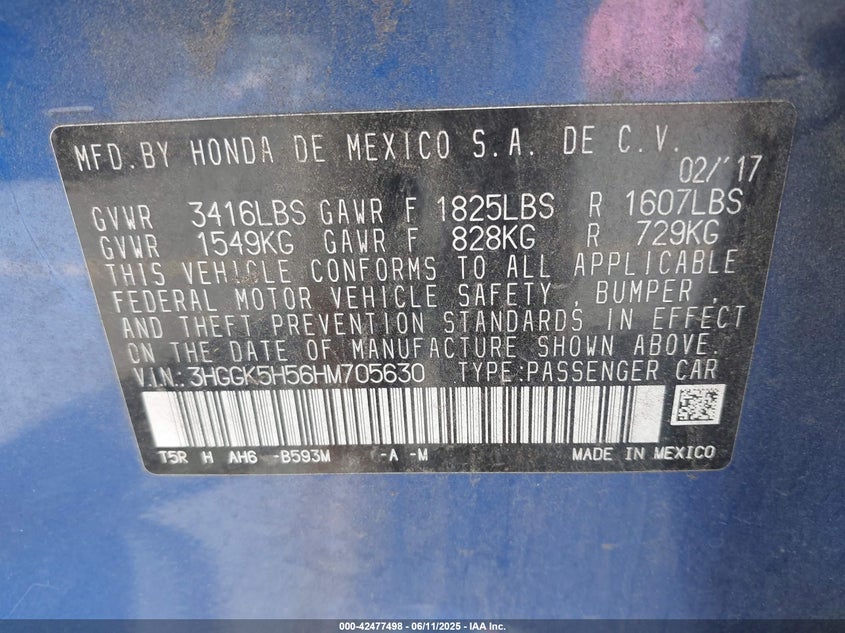 MFD.BY HONDA DE MEXICO S.A. DE C.V.
02/'17
GVWR 3416LBS GAWR F 1825LBS R 1607LBS
GVWR 1549KG GAWR F 828KG R 729KG
THIS VEHICLE CONFORMS TO ALL APPLICABLE
FEDERAL MOTOR VEHICLE SAFETY, BUMPER,
AND THEFT PREVENTION STANDARDS IN EFFECT
ON THE DATE OF MANUFACTURE SHOWN ABOVE.
V.I.N.:3HGGK5H56HM705630 TYPE:PASSENGER CAR
T5R H AH6 -B593M -A -M MADE IN MEXICO
000-42477498 - 06/11/2025 - IAA Inc.